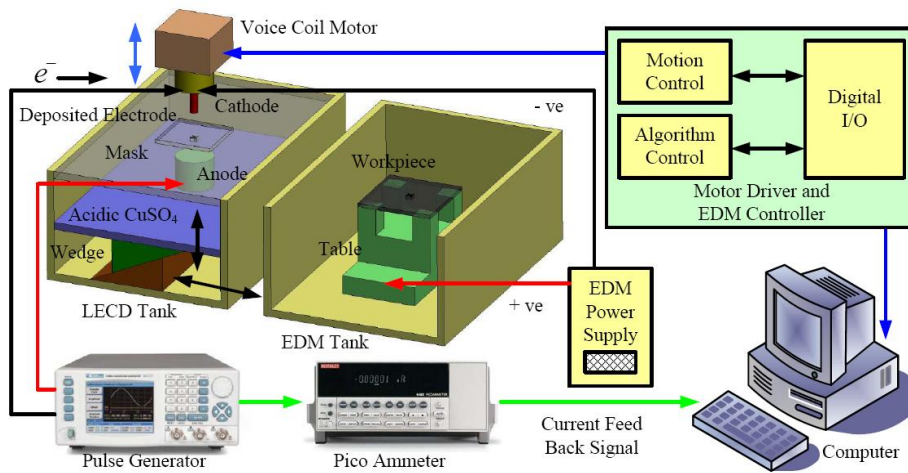 Voice Coil Motor
e⁻
Deposited Electrode
Cathode
Mask
Anode
Acidic CuSO₄
Wedge
LECD Tank
- ve
Workpiece
Table
+ ve
EDM Tank
EDM
Power
Supply
Motion
Control
Algorithm
Control
Digital
I/O
Motor Driver and
EDM Controller
Pulse Generator
Pico Ammeter
Current Feed
Back Signal
Computer